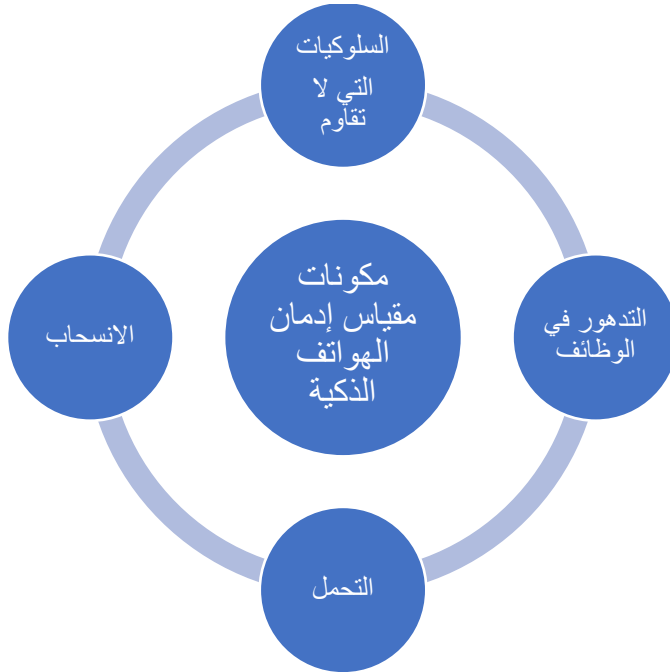 السلوكيات
التي لا
تقاوم
مكونات
مقياس إدمان
الهواتف
الذكية
التدهور في
الوظائف
الانسحاب
التحمل